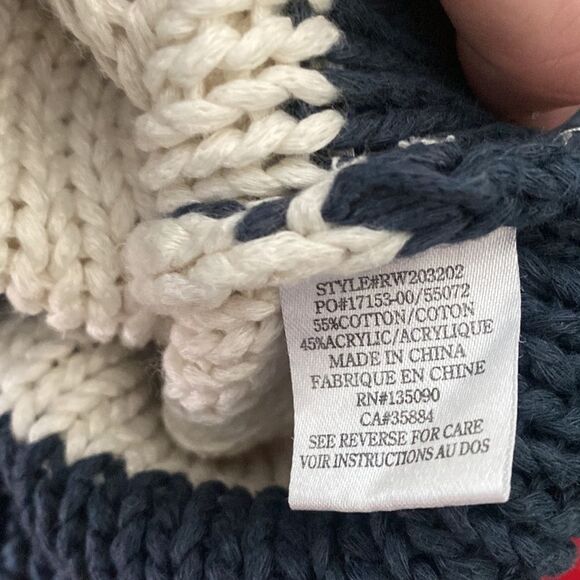 STYLE#RW203202
PO#17153-00/55072
55%COTTON/COTON
45%ACRYLIC/ACRYLIQUE
MADE IN CHINA
FABRIQUE EN CHINE
RN#135090
CA#35884
SEE REVERSE FOR CARE
VOIR INSTRUCTIONS AU DOS